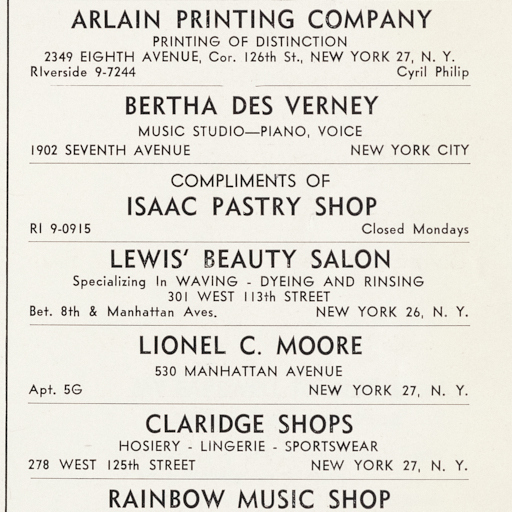 ARLAIN PRINTING COMPANY
PRINTING OF DISTINCTION
2349 EIGHTH AVENUE, Cor. 126th St., NEW YORK 27, N. Y.
RIverside 9-7244 Cyril Philip
BERTHA DES VERNEY
MUSIC STUDIO—PIANO, VOICE
1902 SEVENTH AVENUE NEW YORK CITY
COMPLIMENTS OF
ISAAC PASTRY SHOP
RI 9-0915 Closed Mondays
LEWIS' BEAUTY SALON
Specializing In WAVING - DYEING AND RINSING
301 WEST 113th STREET
Bet. 8th & Manhattan Aves. NEW YORK 26, N. Y.
LIONEL C. MOORE
530 MANHATTAN AVENUE
Apt. 5G NEW YORK 27, N. Y.
CLARIDGE SHOPS
HOSIERY - LINGERIE - SPORTSWEAR
278 WEST 125th STREET NEW YORK 27, N. Y.
RAINBOW MUSIC SHOP